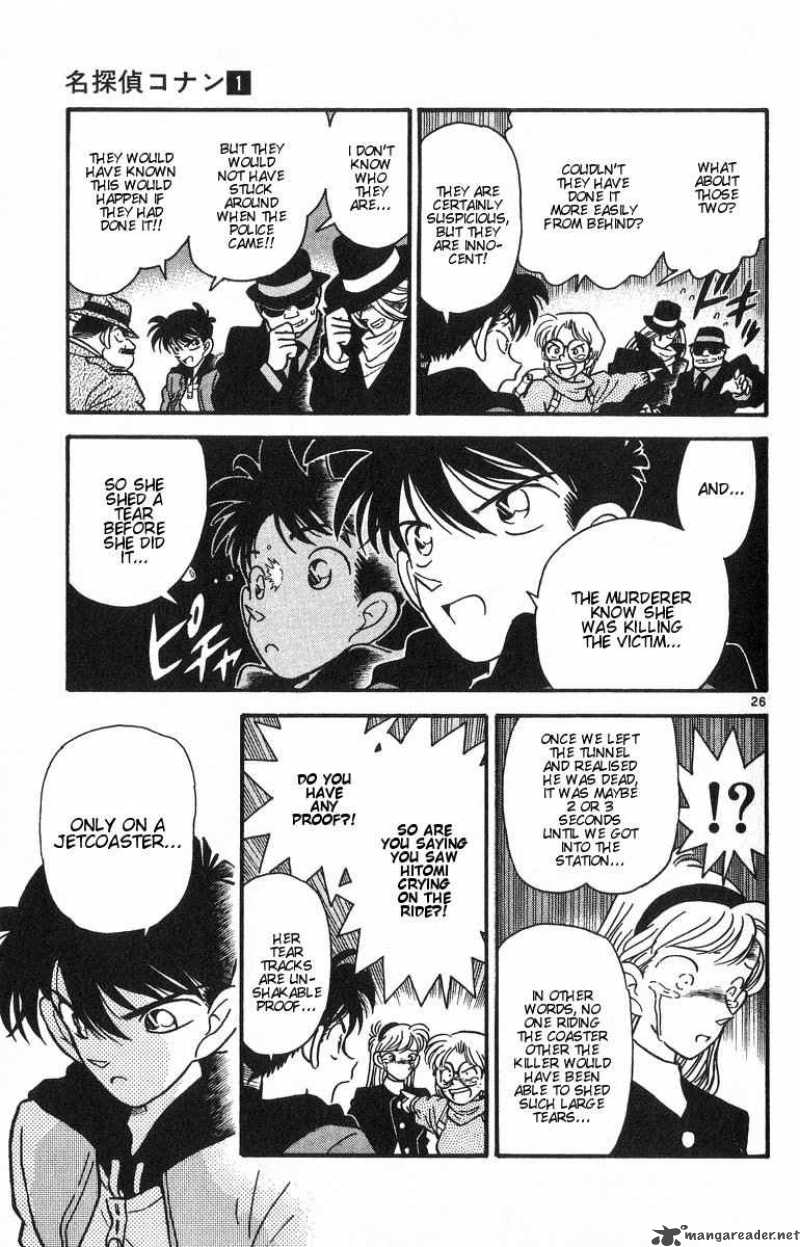 名探偵コナン1
WHAT
ABOUT
THOSE
TWO?
COULDN'T
THEY HAVE
DONE IT
MORE EASILY
FROM BEHIND?
THEY ARE
CERTAINLY
SUSPICIOUS,
BUT THEY
ARE INNO-
CENT!
ビクッ
I DON'T
KNOW
WHO
THEY
ARE...
BUT THEY
WOULD
NOT HAVE
STUCK
AROUND
WHEN THE
POLICE
CAME!!
THEY WOULD
HAVE KNOWN
THIS WOULD
HAPPEN IF
THEY HAD
DONE IT!!
AND...
THE MURDERER
KNOW SHE
WAS KILLING
THE VICTIM...
SO SHE
SHED A
TEAR
BEFORE
SHE DID
IT...
ピチャ
26
!?
ONCE WE LEFT
THE TUNNEL
AND REALISED
HE WAS DEAD,
IT WAS MAYBE
2 OR 3
SECONDS
UNTIL WE GOT
INTO THE
STATION...
IN OTHER
WORDS, NO
ONE RIDING
THE COASTER
OTHER THE
KILLER WOULD
HAVE BEEN
ABLE TO SHED
SUCH LARGE
TEARS...
SO ARE
YOU SAYING
YOU SAW
HITOMI
CRYING
ON THE
RIDE?!
DO YOU
HAVE
ANY
PROOF?!
HER
TEAR
TRACKS
ARE UN-
SHAKABLE
PROOF...
ONLY ON A
JETCOASTER...
mangareader.net